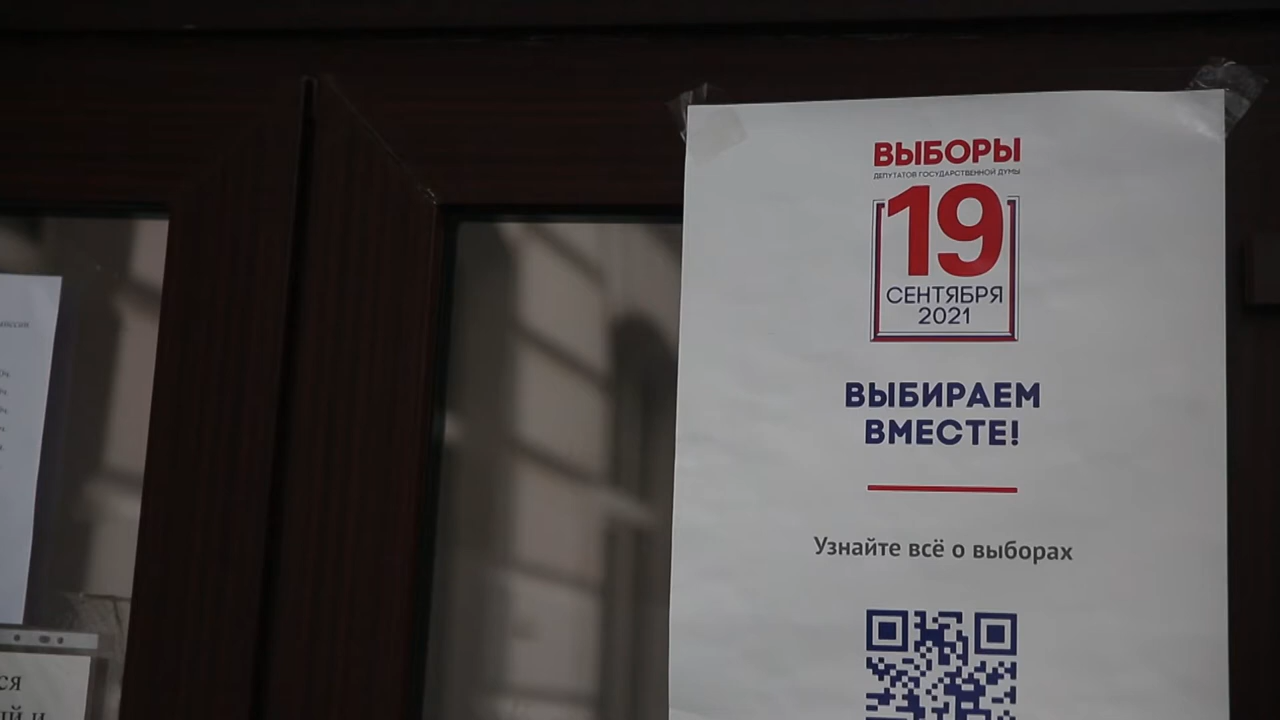 ВЫБОРЫ
ДЕПУТАТОВ ГОСУДАРСТВЕННОЙ ДУМЫ
19
СЕНТЯБРЯ
2021
ВЫБИРАЕМ
ВМЕСТЕ!
Узнайте всё о выборах